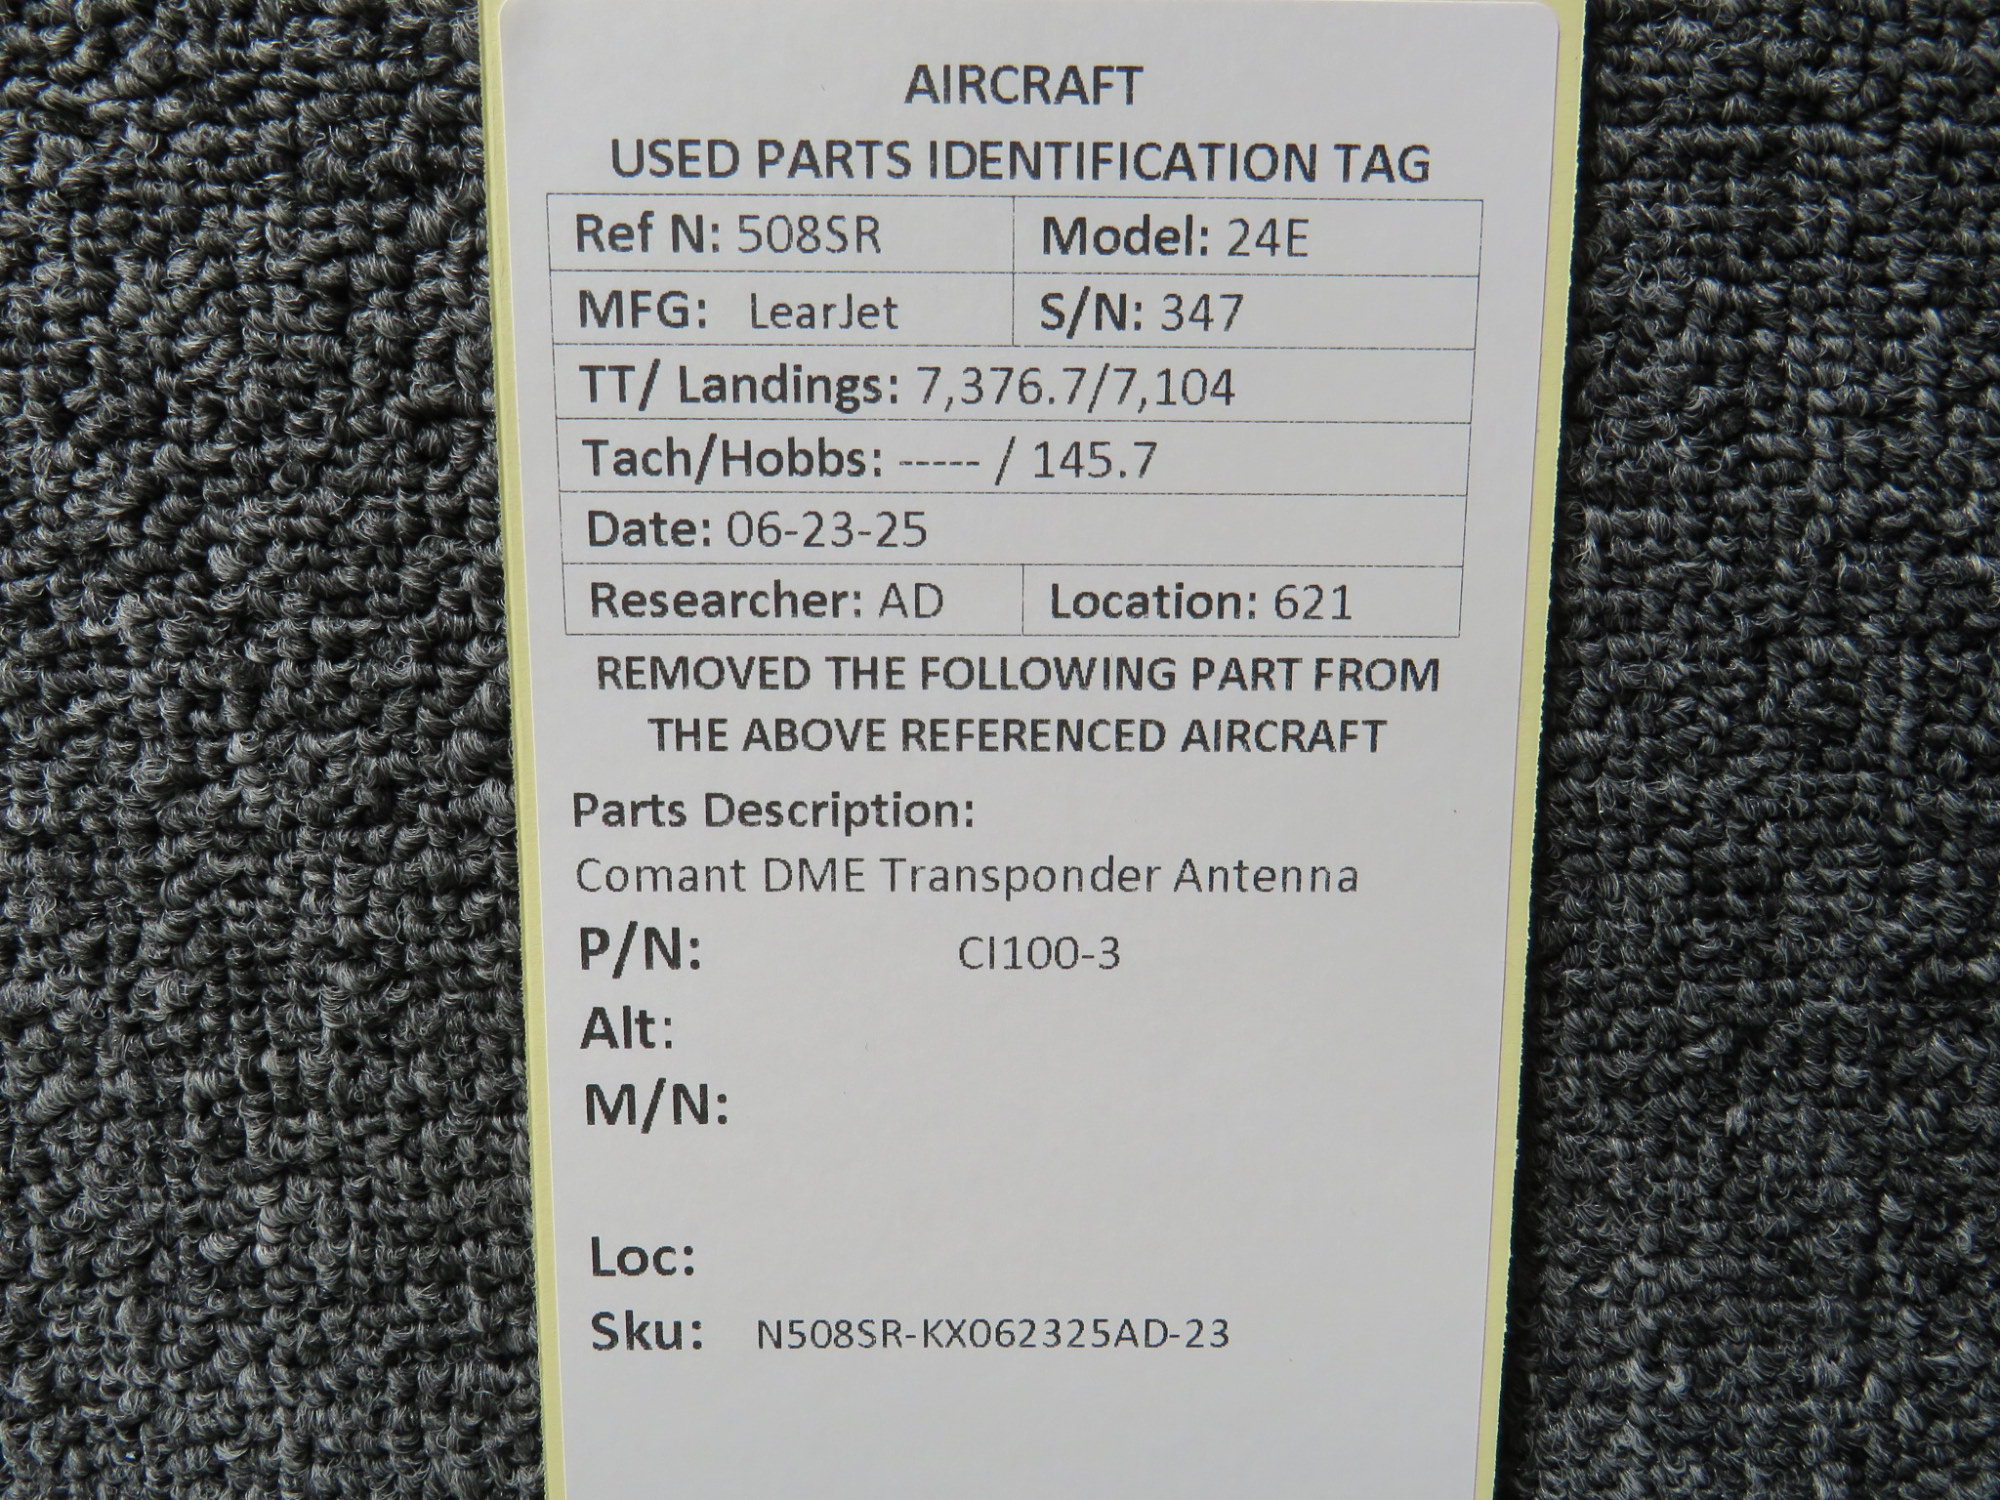 AIRCRAFT
USED PARTS IDENTIFICATION TAG
Ref N: 508SR Model: 24E
MFG: LearJet S/N: 347
TT/ Landings: 7,376.7/7,104
Tach/Hobbs: ----- / 145.7
Date: 06-23-25
Researcher: AD Location: 621
REMOVED THE FOLLOWING PART FROM
THE ABOVE REFERENCED AIRCRAFT
Parts Description:
Comant DME Transponder Antenna
P/N: CI100-3
Alt:
M/N:
Loc:
Sku: N508SR-KX062325AD-23